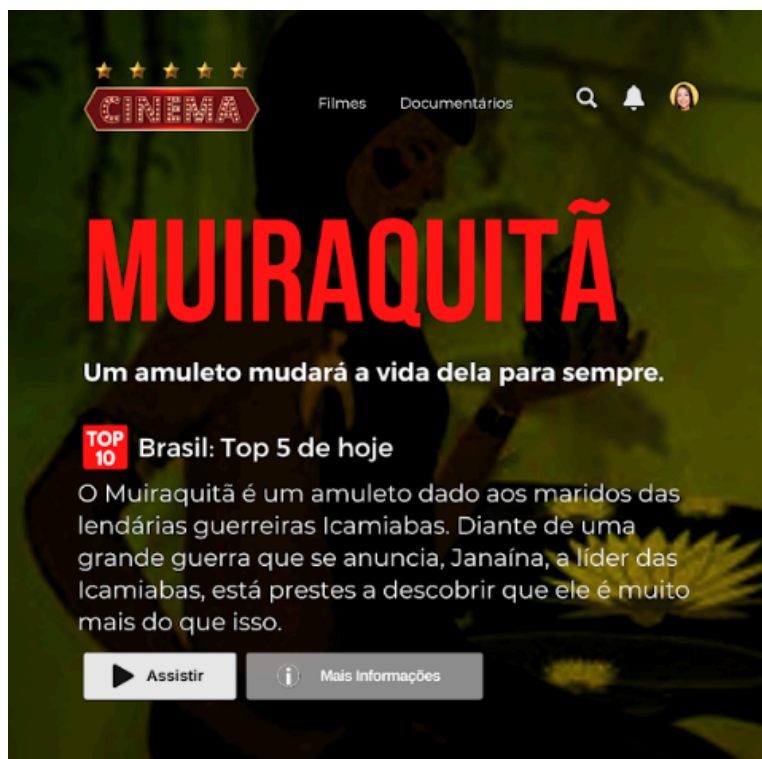 CINEMA
Filmes Documentários
MUIRAQUITÃ
Um amuleto mudará a vida dela para sempre.
TOP
10
Brasil: Top 5 de hoje
O Muiraquitã é um amuleto dado aos maridos das
lendárias guerreiras Icamiabas. Diante de uma
grande guerra que se anuncia, Janaína, a líder das
Icamiabas, está prestes a descobrir que ele é muito
mais do que isso.
Assistir
Mais Informações